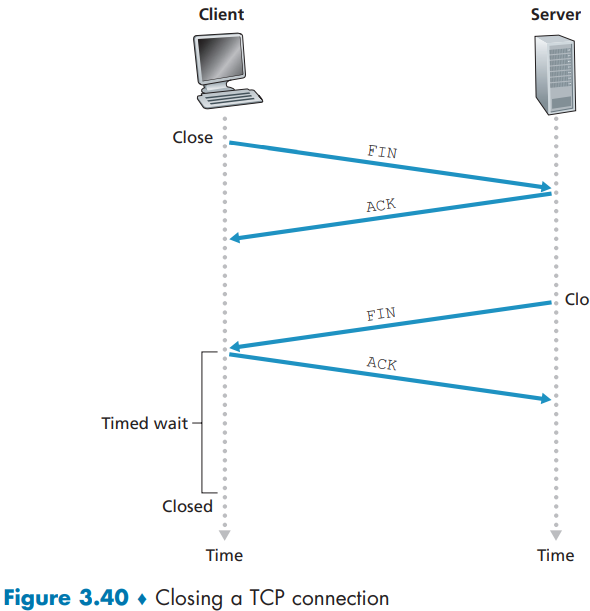 Client Server
Close
FIN
ACK
Clo
FIN
ACK
Timed wait
Closed
Time Time
Figure 3.40 ♦ Closing a TCP connection